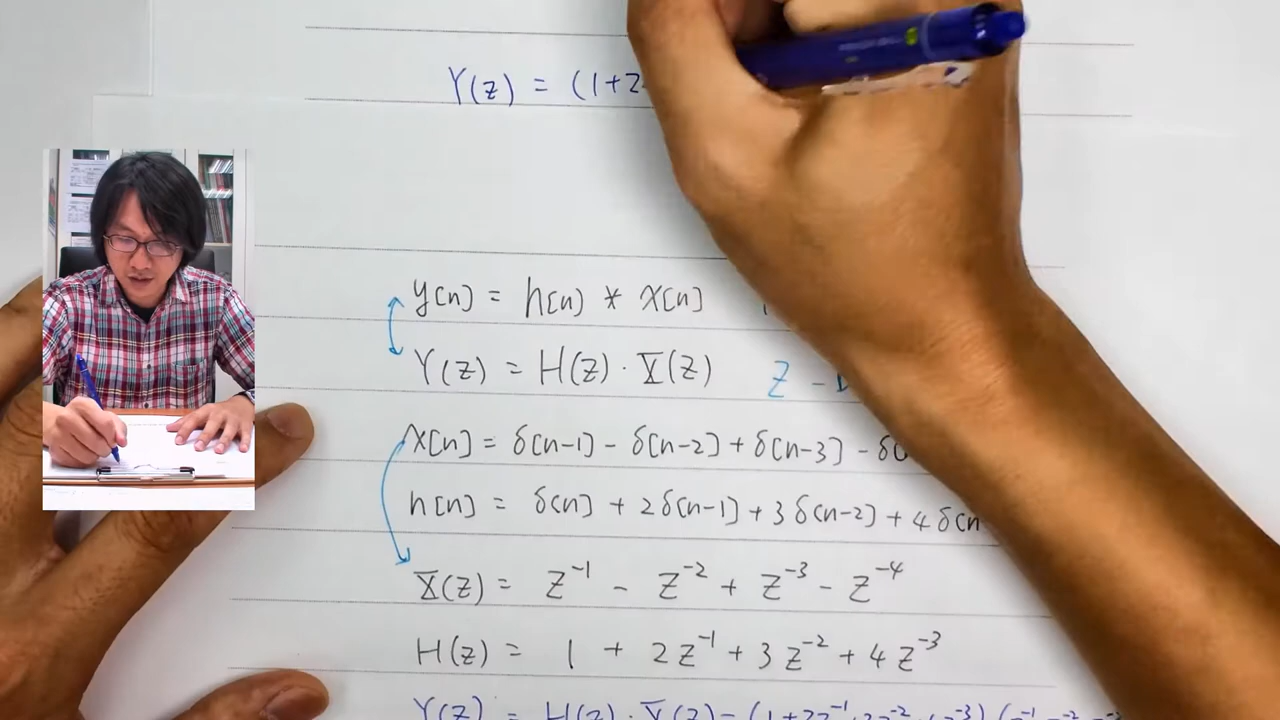 Y(z) = (1+2
y[n] = h[n] * x[n]
Y(z) = H(z) · X(z) Z -
x[n] = δ[n-1] - δ[n-2] + δ[n-3] - δ[
h[n] = δ[n] + 2δ[n-1] + 3δ[n-2] + 4δ[n
X(z) = z⁻¹ - z⁻² + z⁻³ - z⁻⁴
H(z) = 1 + 2z⁻¹ + 3z⁻² + 4z⁻³
Y(z) = H(z) · X(z) = (1+2z⁻¹